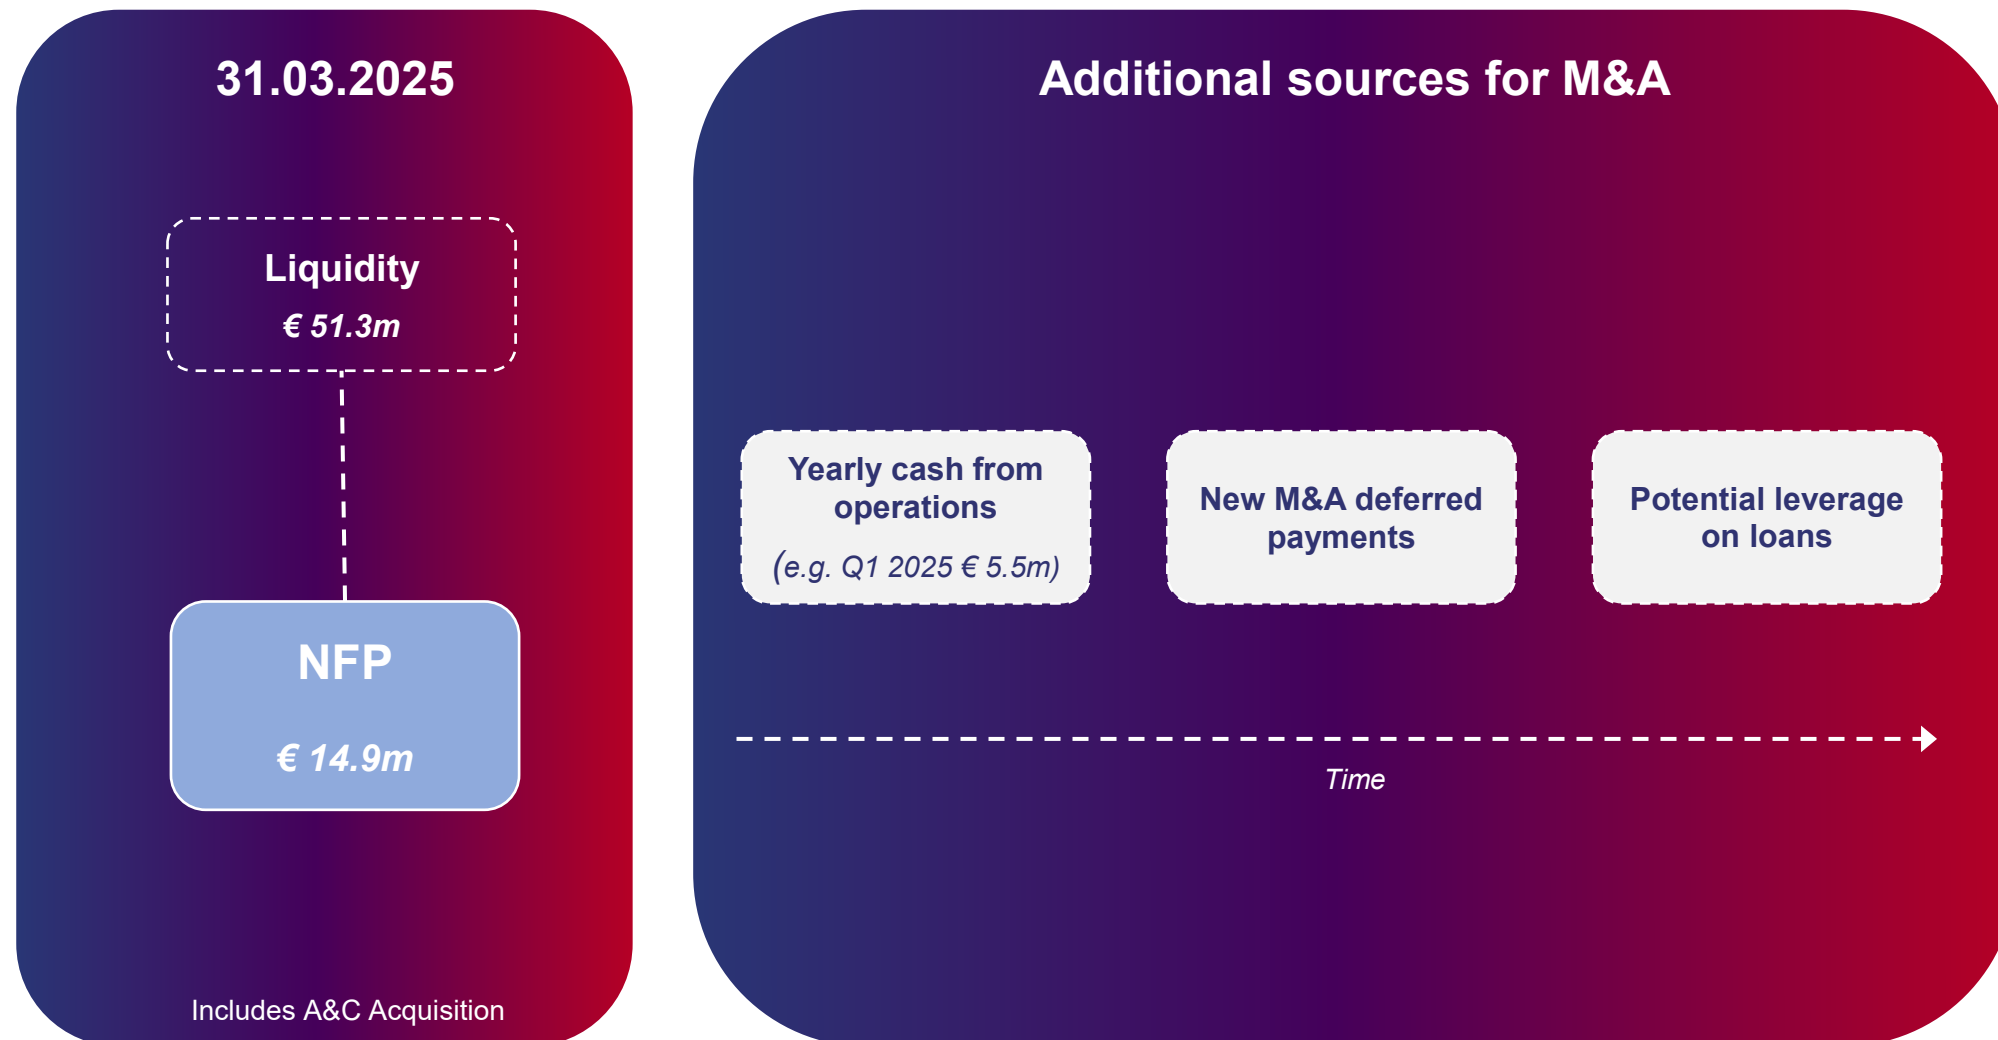 31.03.2025
Liquidity
€ 51.3m
NFP
€ 14.9m
Includes A&C Acquisition
Additional sources for M&A
Yearly cash from
operations
(e.g. Q1 2025 € 5.5m)
New M&A deferred
payments
Potential leverage
on loans
Time